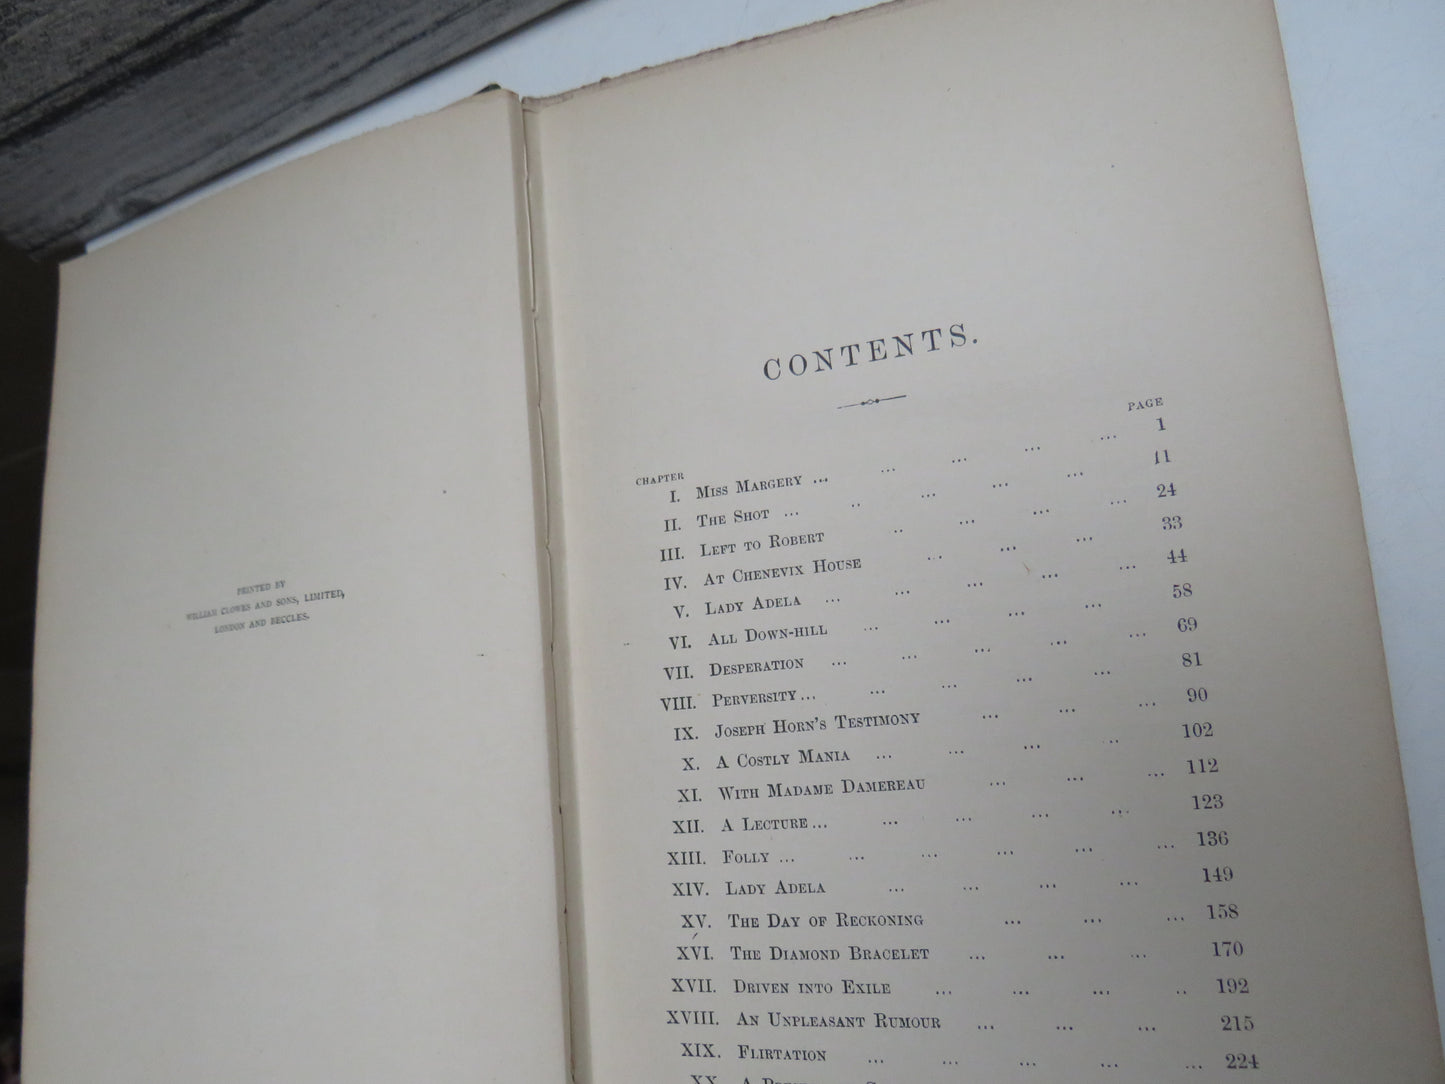 PRINTED BY
WILLIAM CLOWES AND SONS, LIMITED,
LONDON AND BECCLES.
CONTENTS.
CHAPTER PAGE
I. MISS MARGERY ... ... ... ... ... 1
II. THE SHOT ... .. ... ... ... 11
III. LEFT TO ROBERT .. ... ... ... 24
IV. AT CHENEVIX HOUSE ... ... ... 33
V. LADY ADELA ... ... ... ... ... 44
VI. ALL DOWN-HILL ... ... ... ... 58
VII. DESPERATION ... ... ... ... ... 69
VIII. PERVERSITY ... ... ... ... ... 81
IX. JOSEPH HORN'S TESTIMONY ... ... ... 90
X. A COSTLY MANIA ... ... ... ... 102
XI. WITH MADAME DAMEREAU ... ... ... 112
XII. A LECTURE ... ... ... ... ... 123
XIII. FOLLY ... ... ... ... ... ... 136
XIV. LADY ADELA ... ... ... ... 149
XV. THE DAY OF RECKONING ... ... ... 158
XVI. THE DIAMOND BRACELET ... ... ... 170
XVII. DRIVEN INTO EXILE ... ... ... .. 192
XVIII. AN UNPLEASANT RUMOUR ... ... ... 215
XIX. FLIRTATION ... ... ... ... ... 224
XX. A